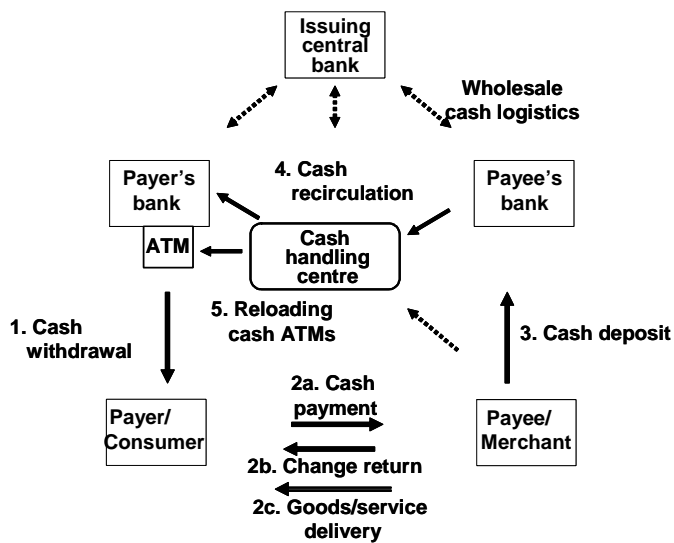 Issuing
central
bank
Wholesale
cash logistics
4. Cash
recirculation
Payer's
bank
ATM
Payee's
bank
Cash
handling
centre
5. Reloading
cash ATMs
1. Cash
withdrawal
3. Cash deposit
2a. Cash
payment
Payer/
Consumer
Payee/
Merchant
2b. Change return
2c. Goods/service
delivery